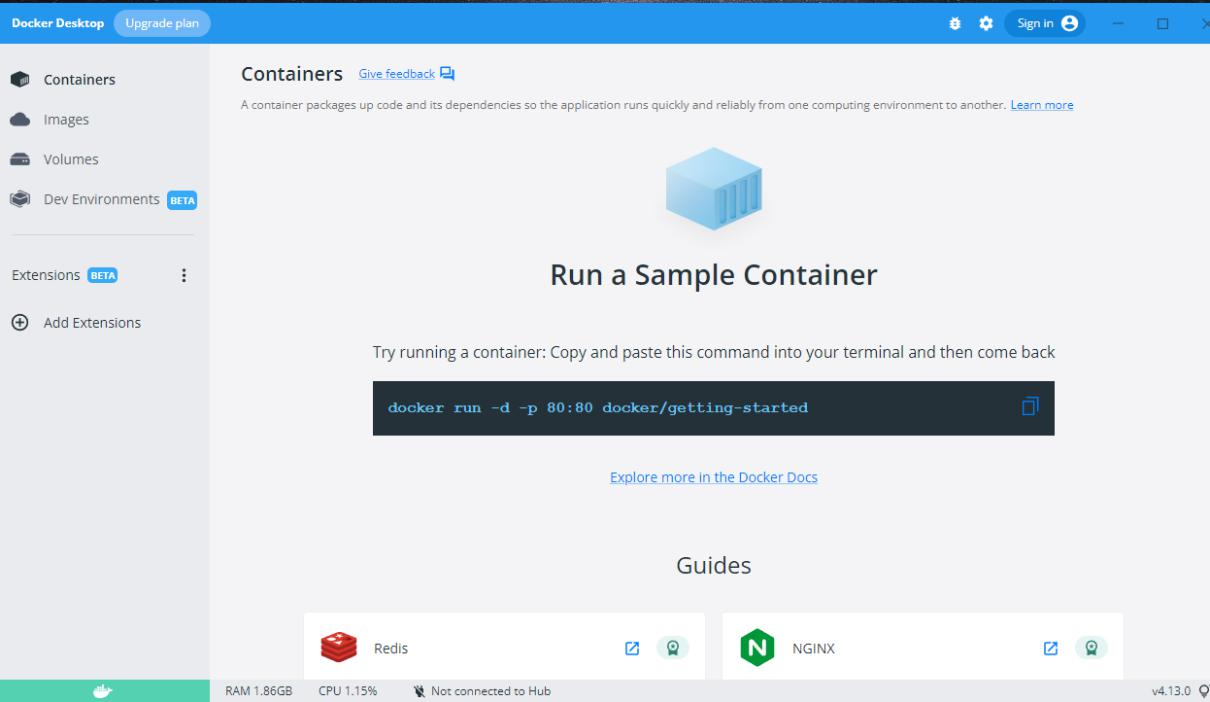 Docker Desktop Upgrade plan Sign in
Containers
Images
Volumes
Dev Environments BETA
Extensions BETA
Add Extensions
Containers Give feedback
A container packages up code and its dependencies so the application runs quickly and reliably from one computing environment to another. Learn more
Run a Sample Container
Try running a container: Copy and paste this command into your terminal and then come back
docker run -d -p 80:80 docker/getting-started
Explore more in the Docker Docs
Guides
Redis
N NGINX
RAM 1.86GB CPU 1.15% Not connected to Hub v4.13.0